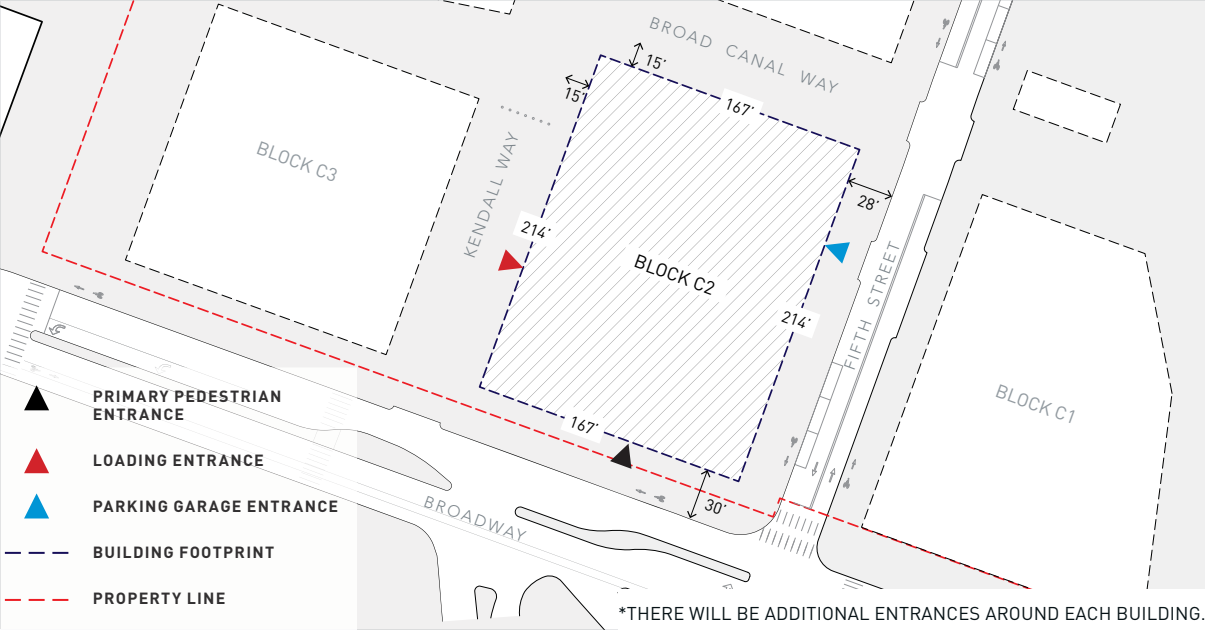 BROAD CANAL WAY
15'
15'
167'
BLOCK C3
KENDALL WAY
28'
214'
BLOCK C2
214'
FIFTH STREET
BLOCK C1
167'
30'
BROADWAY
PRIMARY PEDESTRIAN
ENTRANCE
LOADING ENTRANCE
PARKING GARAGE ENTRANCE
BUILDING FOOTPRINT
PROPERTY LINE
*THERE WILL BE ADDITIONAL ENTRANCES AROUND EACH BUILDING.